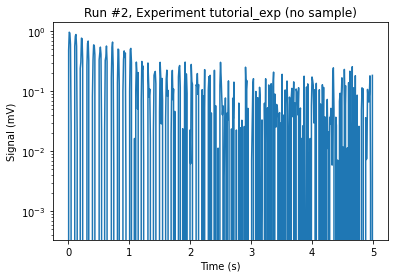 Run #2, Experiment tutorial_exp (no sample)
Signal (mV)
10⁰
10⁻¹
10⁻²
10⁻³
0 1 2 3 4 5
Time (s)